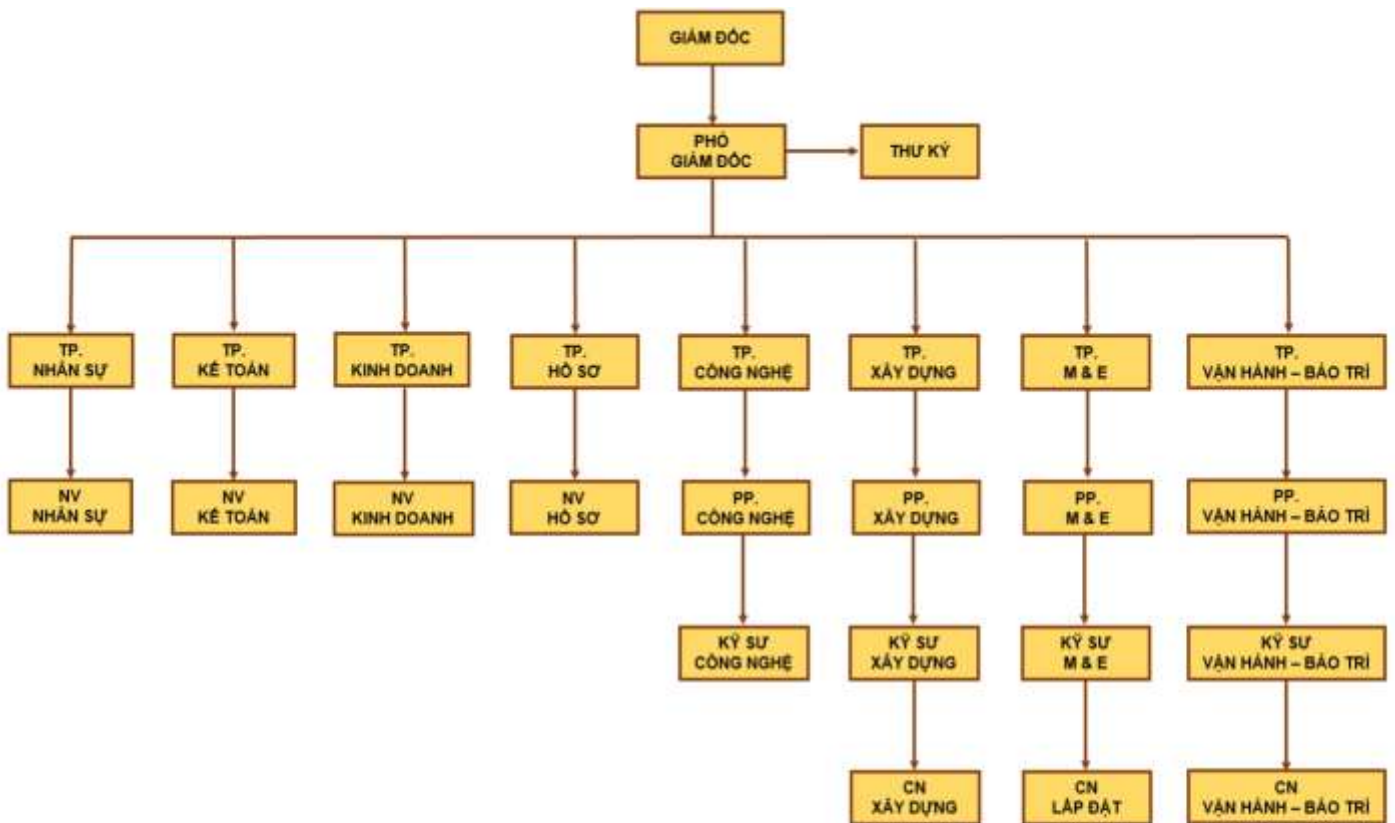 GIÁM ĐỐC
PHÓ
GIÁM ĐỐC
THƯ KÝ
TP.
NHÂN SỰ
TP.
KẾ TOÁN
TP.
KINH DOANH
TP.
HỒ SƠ
TP.
CÔNG NGHỆ
TP.
XÂY DỰNG
TP.
M & E
TP.
VẬN HÀNH – BẢO TRÌ
NV
NHÂN SỰ
NV
KẾ TOÁN
NV
KINH DOANH
NV
HỒ SƠ
PP.
CÔNG NGHỆ
PP.
XÂY DỰNG
PP.
M & E
PP.
VẬN HÀNH – BẢO TRÌ
KỸ SƯ
CÔNG NGHỆ
KỸ SƯ
XÂY DỰNG
KỸ SƯ
M & E
KỸ SƯ
VẬN HÀNH – BẢO TRÌ
CN
XÂY DỰNG
CN
LẮP ĐẶT
CN
VẬN HÀNH – BẢO TRÌ